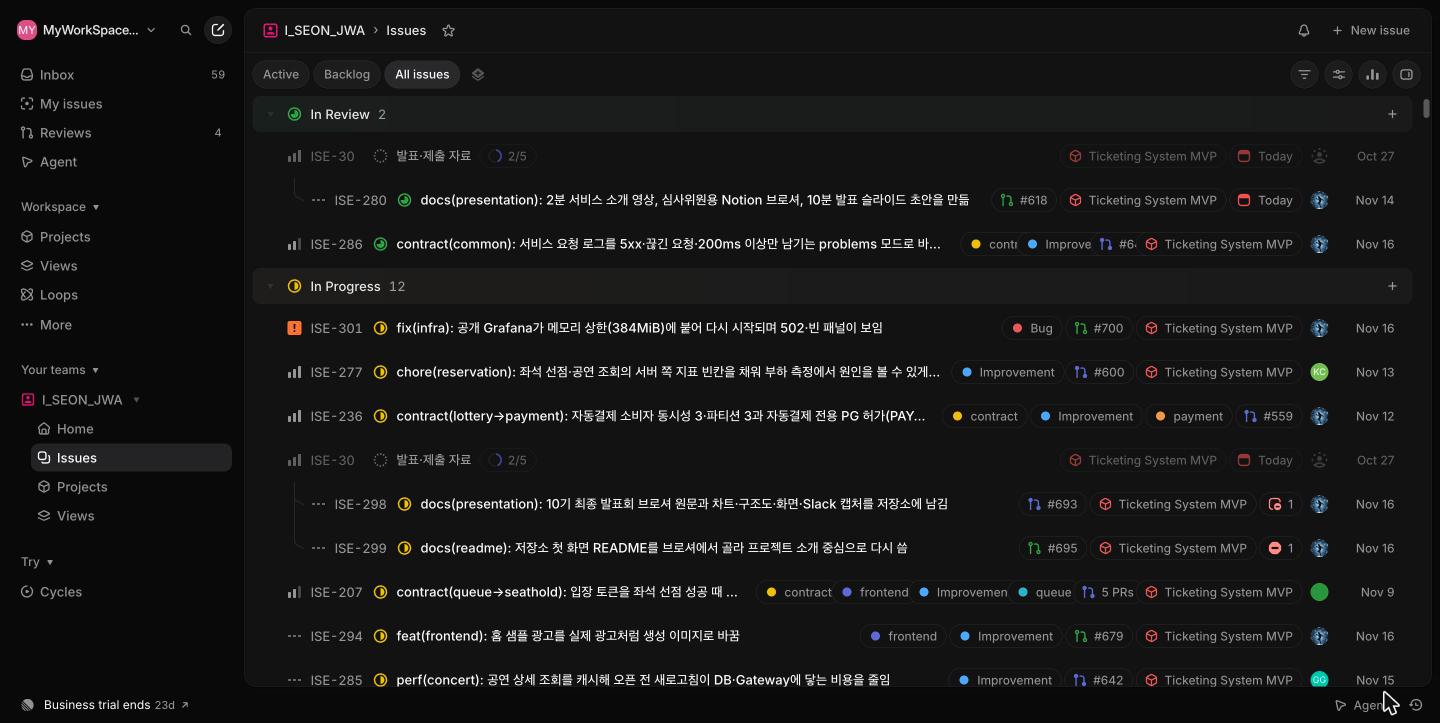 MY MyWorkSpace...
Inbox 59
My issues
Reviews 4
Agent
Workspace
Projects
Views
Loops
More
Your teams
I_SEON_JWA
Home
Issues
Projects
Views
Try
Cycles
Business trial ends 23d ↗
I_SEON_JWA › Issues
New issue
Active Backlog All issues
In Review 2
ISE-30 발표·제출 자료 2/5 Ticketing System MVP Today Oct 27
ISE-280 docs(presentation): 2분 서비스 소개 영상, 심사위원용 Notion 브로셔, 10분 발표 슬라이드 초안을 만듦 #618 Ticketing System MVP Today Nov 14
ISE-286 contract(common): 서비스 요청 로그를 5xx·끊긴 요청·200ms 이상만 남기는 problems 모드로 바... contr Improve #64 Ticketing System MVP Nov 16
In Progress 12
ISE-301 fix(infra): 공개 Grafana가 메모리 상한(384MiB)에 붙어 다시 시작되며 502·빈 패널이 보임 Bug #700 Ticketing System MVP Nov 16
ISE-277 chore(reservation): 좌석 선점·공연 조회의 서버 쪽 지표 빈칸을 채워 부하 측정에서 원인을 볼 수 있게... Improvement #600 Ticketing System MVP KC Nov 13
ISE-236 contract(lottery→payment): 자동결제 소비자 동시성 3·파티션 3과 자동결제 전용 PG 허가(PAY... contract Improvement payment #559 Nov 12
ISE-30 발표·제출 자료 2/5 Ticketing System MVP Today Oct 27
ISE-298 docs(presentation): 10기 최종 발표회 브로셔 원문과 차트·구조도·화면·Slack 캡처를 저장소에 남김 #693 Ticketing System MVP 1 Nov 16
ISE-299 docs(readme): 저장소 첫 화면 README를 브로셔에서 골라 프로젝트 소개 중심으로 다시 씀 #695 Ticketing System MVP 1 Nov 16
ISE-207 contract(queue→seathold): 입장 토큰을 좌석 선점 성공 때 ... contract frontend Improvemen queue 5 PRs Ticketing System MVP Nov 9
ISE-294 feat(frontend): 홈 샘플 광고를 실제 광고처럼 생성 이미지로 바꿈 frontend Improvement #679 Ticketing System MVP Nov 16
ISE-285 perf(concert): 공연 상세 조회를 캐시해 오픈 전 새로고침이 DB·Gateway에 닿는 비용을 줄임 Improvement #642 Ticketing System MVP GG Nov 15